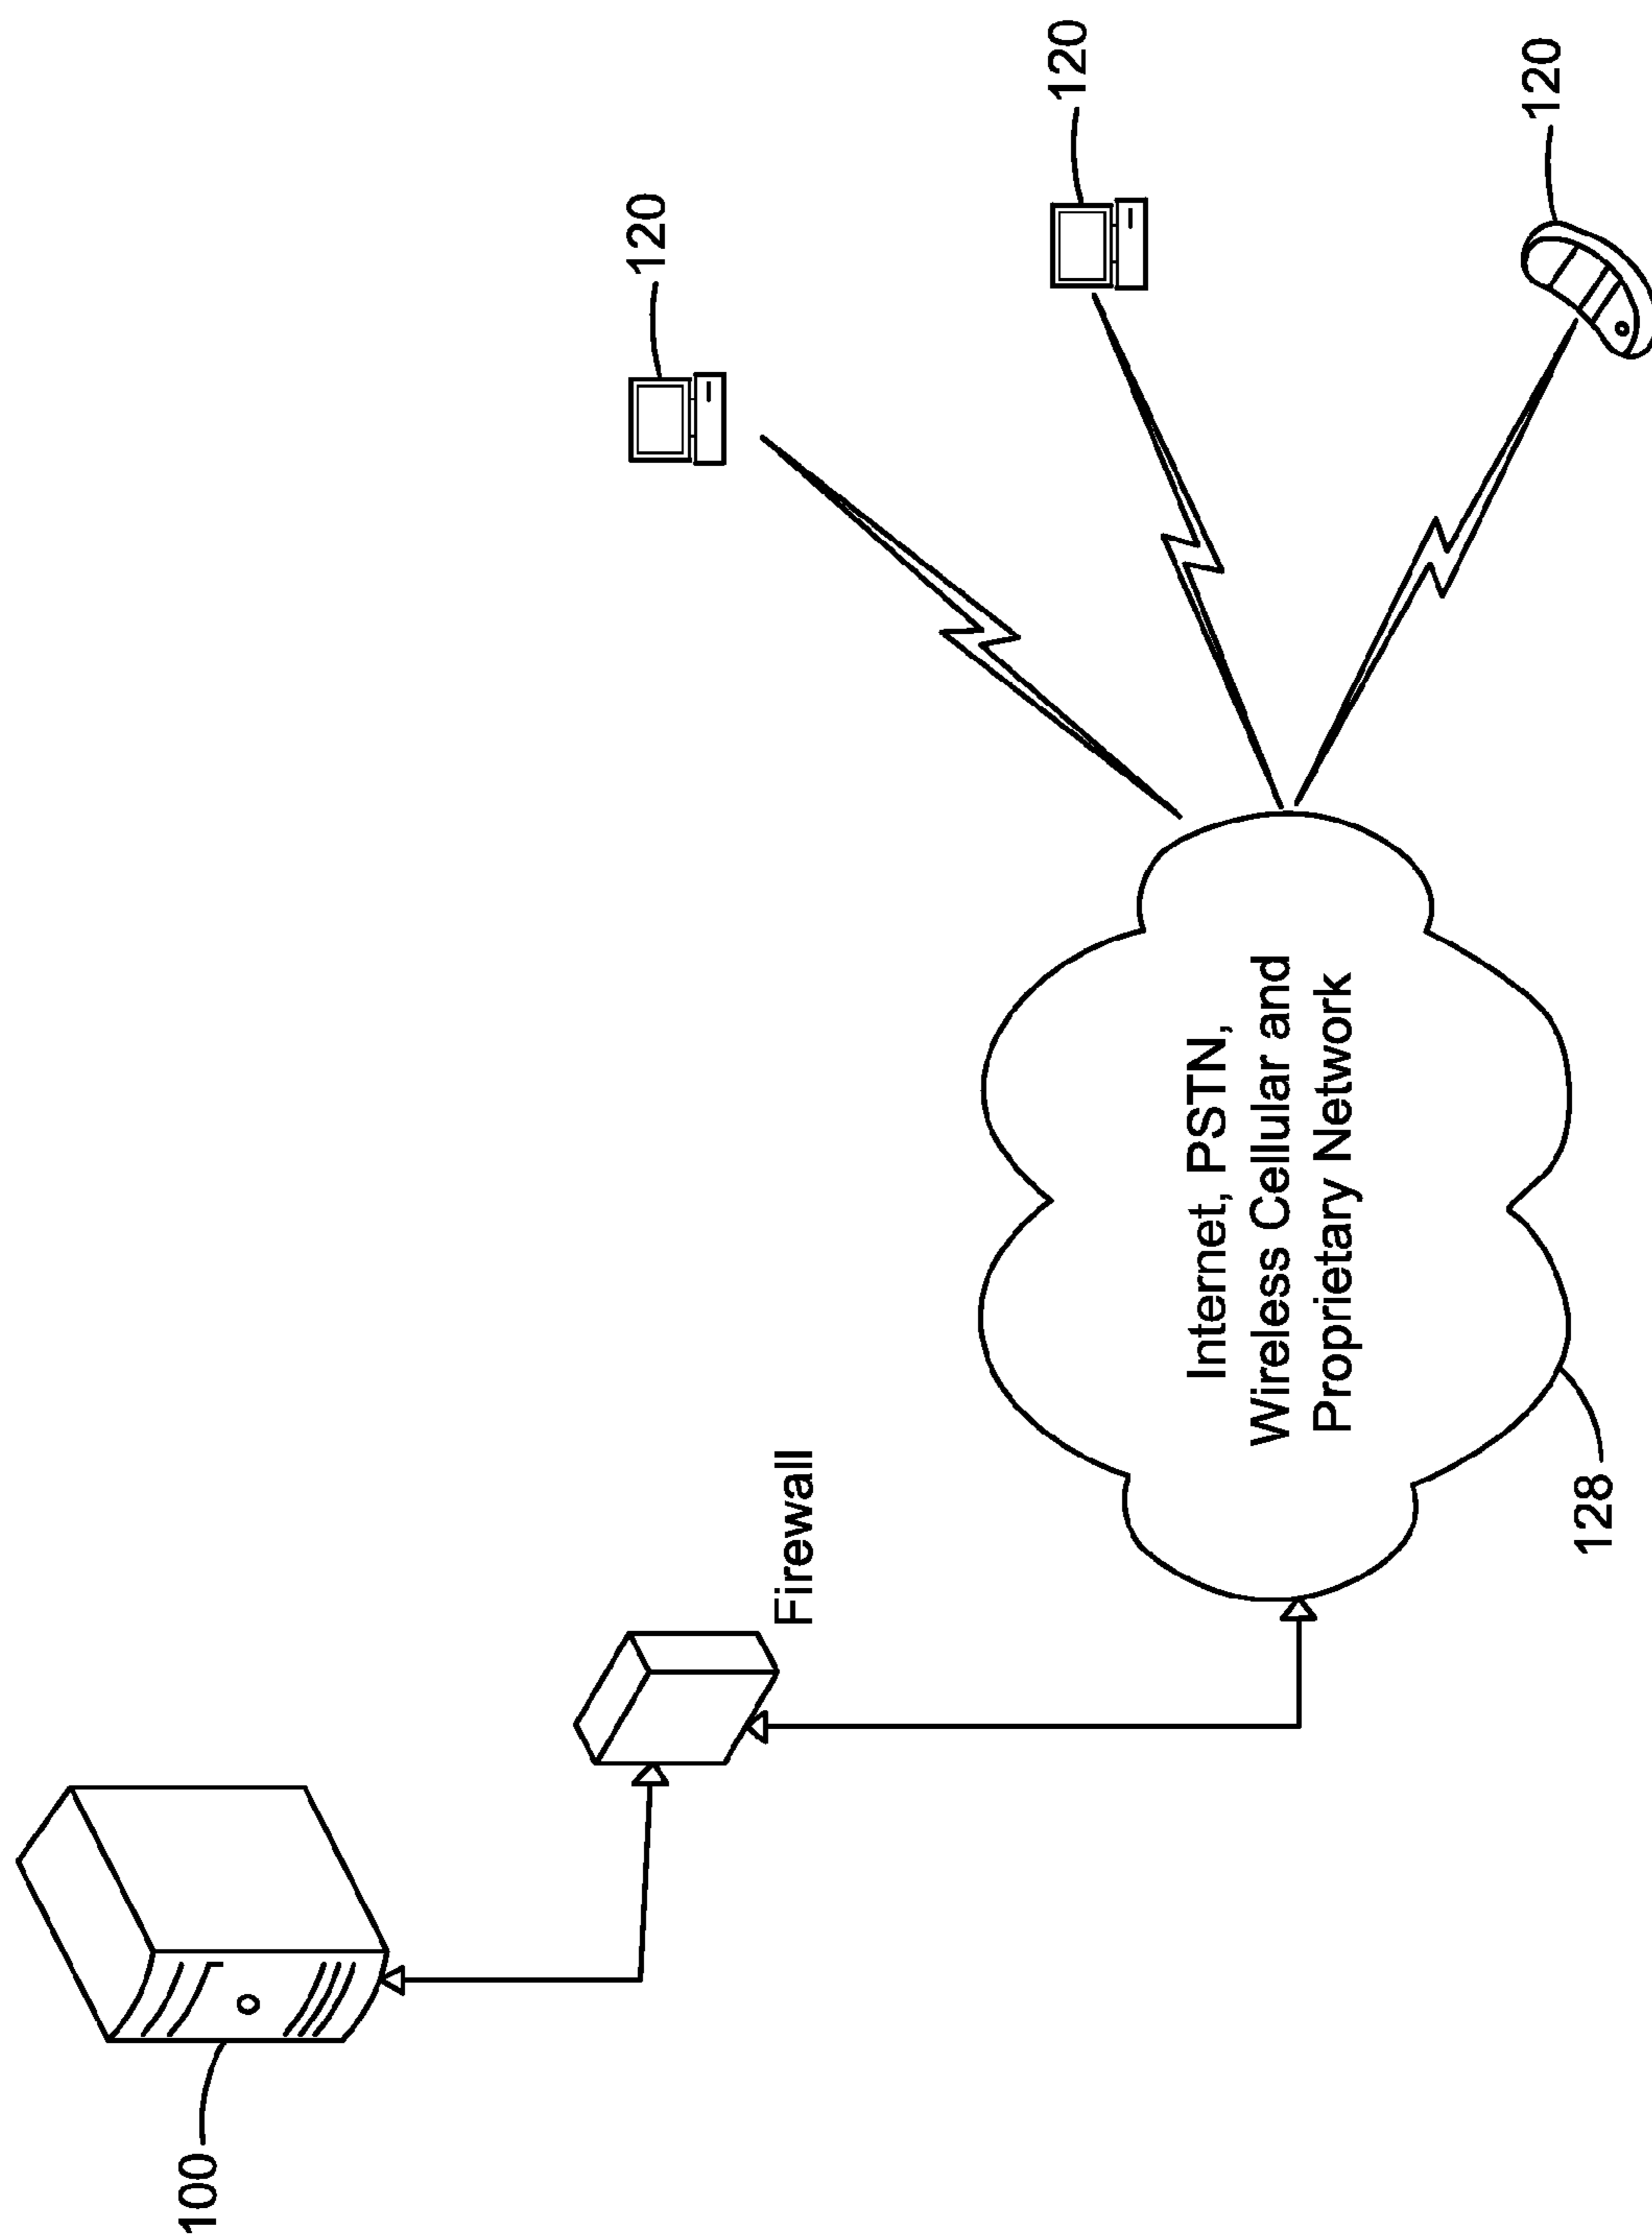 100
Firewall
120
120
120
Internet, PSTN,
Wireless Cellular and
Proprietary Network
128